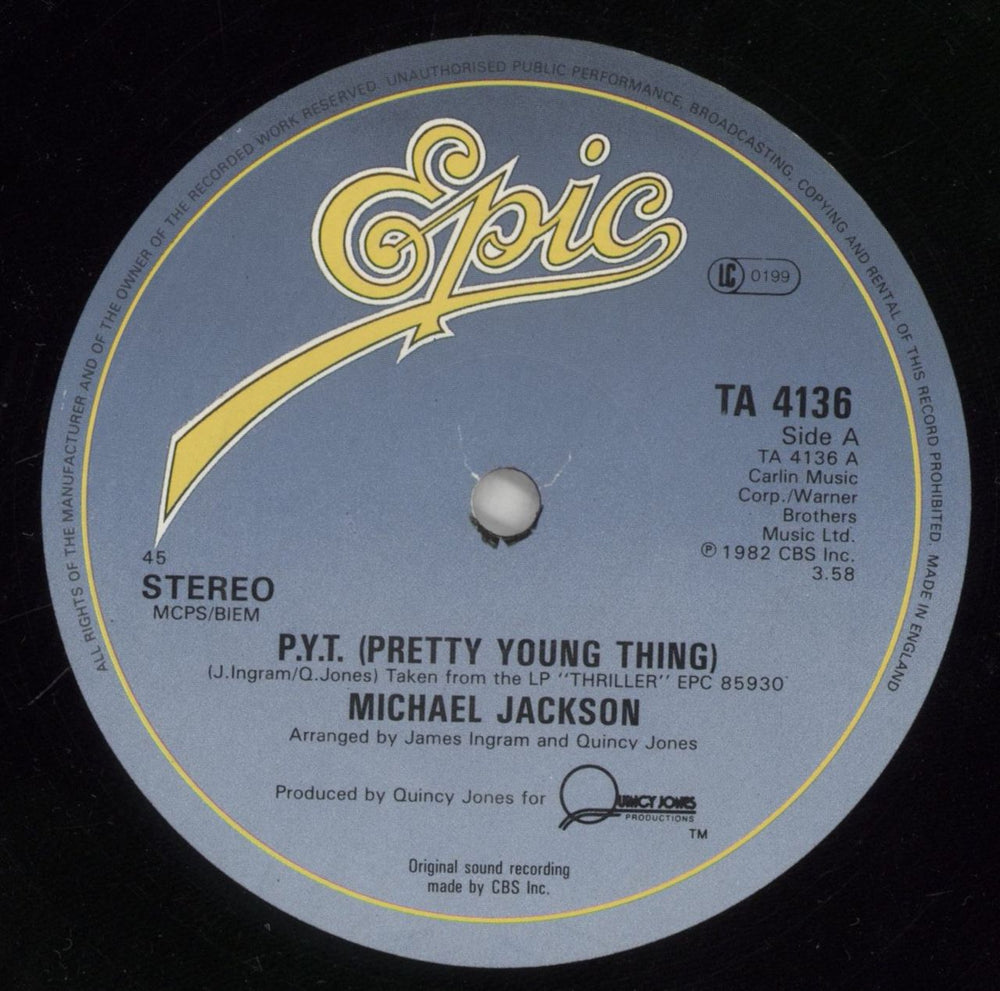 ALL RIGHTS OF THE MANUFACTURER AND OF THE OWNER OF THE RECORDED WORK RESERVED. UNAUTHORISED PUBLIC PERFORMANCE, BROADCASTING, COPYING AND RENTAL OF THIS RECORD PROHIBITED. MADE IN ENGLAND
Epic
LC 0199
TA 4136
Side A
TA 4136 A
Carlin Music
Corp./Warner
Brothers
Music Ltd.
℗ 1982 CBS Inc.
3.58
45
STEREO
MCPS/BIEM
P.Y.T. (PRETTY YOUNG THING)
(J.Ingram/Q.Jones) Taken from the LP "THRILLER" EPC 85930
MICHAEL JACKSON
Arranged by James Ingram and Quincy Jones
Produced by Quincy Jones for
QUINCY JONES
PRODUCTIONS
TM
Original sound recording
made by CBS Inc.